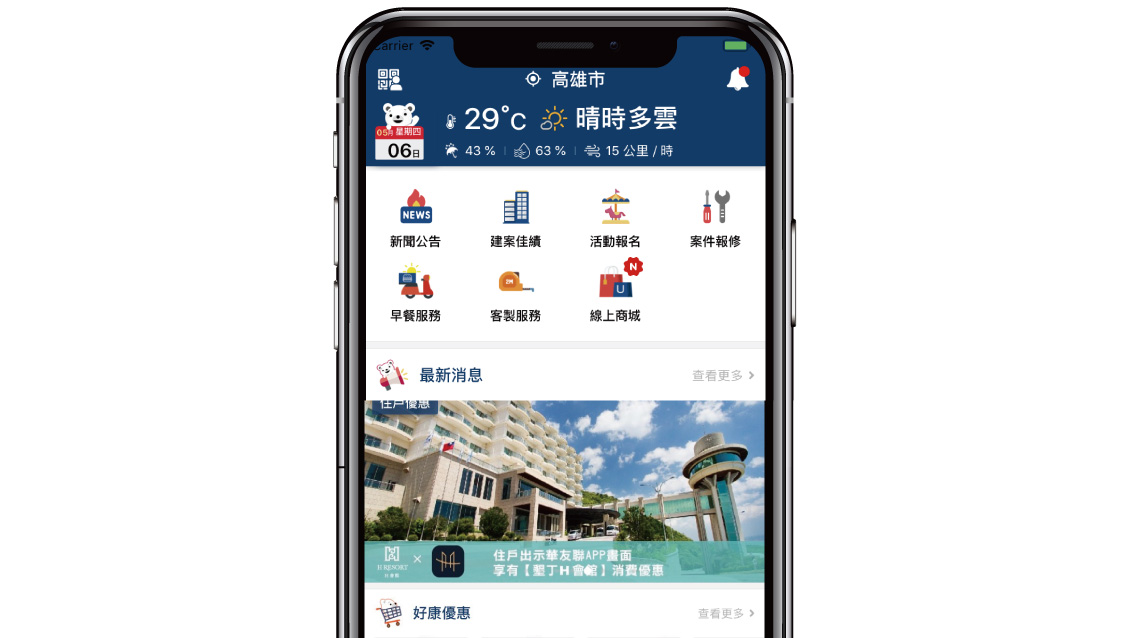 Carrier
高雄市
29°c 晴時多雲
05月 星期四
06日
43 % 63 % 15 公里 / 時
NEWS
新聞公告 建案佳績 活動報名 案件報修
2M N
U
早餐服務 客製服務 線上商城
最新消息 查看更多
住戶優惠
住戶出示華友聯APP畫面
H RESORT ×
享有【墾丁H會館】消費優惠
好康優惠 查看更多